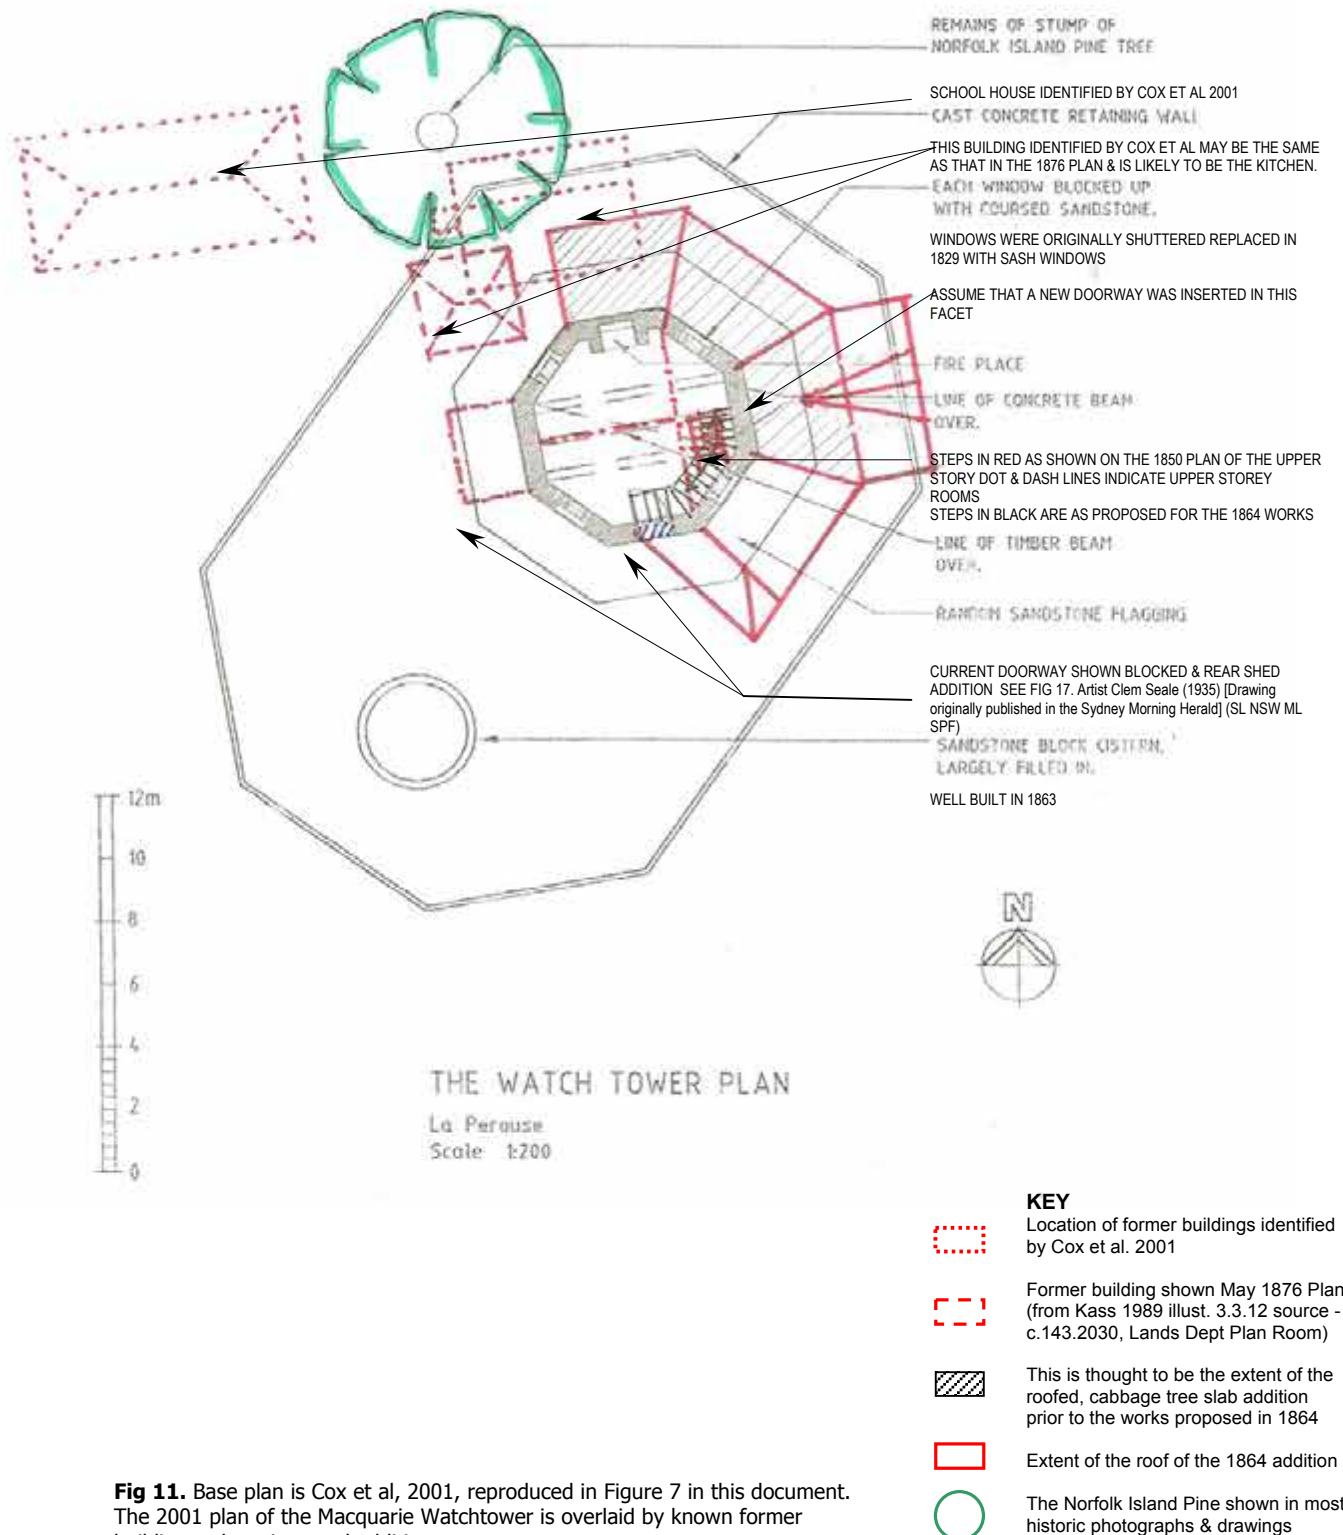 REMAINS OF STUMP OF
NORFOLK ISLAND PINE TREE
SCHOOL HOUSE IDENTIFIED BY COX ET AL 2001
CAST CONCRETE RETAINING WALL
THIS BUILDING IDENTIFIED BY COX ET AL MAY BE THE SAME
AS THAT IN THE 1876 PLAN & IS LIKELY TO BE THE KITCHEN.
EACH WINDOW BLOCKED UP
WITH COURSED SANDSTONE.
WINDOWS WERE ORIGINALLY SHUTTERED REPLACED IN
1829 WITH SASH WINDOWS
ASSUME THAT A NEW DOORWAY WAS INSERTED IN THIS
FACET
FIRE PLACE
LINE OF CONCRETE BEAM
OVER.
STEPS IN RED AS SHOWN ON THE 1850 PLAN OF THE UPPER
STORY DOT & DASH LINES INDICATE UPPER STOREY
ROOMS
STEPS IN BLACK ARE AS PROPOSED FOR THE 1864 WORKS
LINE OF TIMBER BEAM
OVER.
RANDOM SANDSTONE FLAGGING
CURRENT DOORWAY SHOWN BLOCKED & REAR SHED
ADDITION SEE FIG 17. Artist Clem Seale (1935) [Drawing
originally published in the Sydney Morning Herald] (SL NSW ML
SPF)
SANDSTONE BLOCK CISTERN,
LARGELY FILLED IN.
WELL BUILT IN 1863
12m
10
8
6
4
2
0
N
THE WATCH TOWER PLAN
La Perouse
Scale 1:200
KEY
Location of former buildings identified
by Cox et al. 2001
Former building shown May 1876 Plan
(from Kass 1989 illust. 3.3.12 source -
c.143.2030, Lands Dept Plan Room)
This is thought to be the extent of the
roofed, cabbage tree slab addition
prior to the works proposed in 1864
Extent of the roof of the 1864 addition
The Norfolk Island Pine shown in most
historic photographs & drawings
Fig 11. Base plan is Cox et al, 2001, reproduced in Figure 7 in this document.
The 2001 plan of the Macquarie Watchtower is overlaid by known former